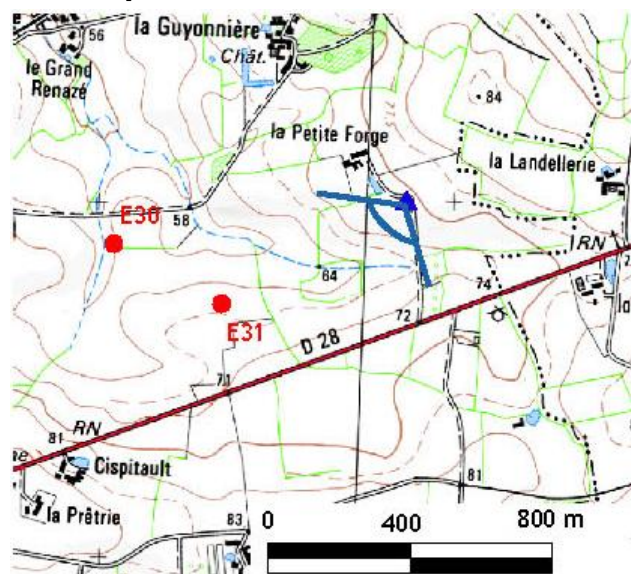 56
la Guyonnière
Chât.
le Grand
Renazé
84
la Petite Forge
la Landellerie
58
E30
RN
64
74
E31
72
D 28
71
RN
81
Cispitault
81
la Prêtrie
83
0 400 800 m